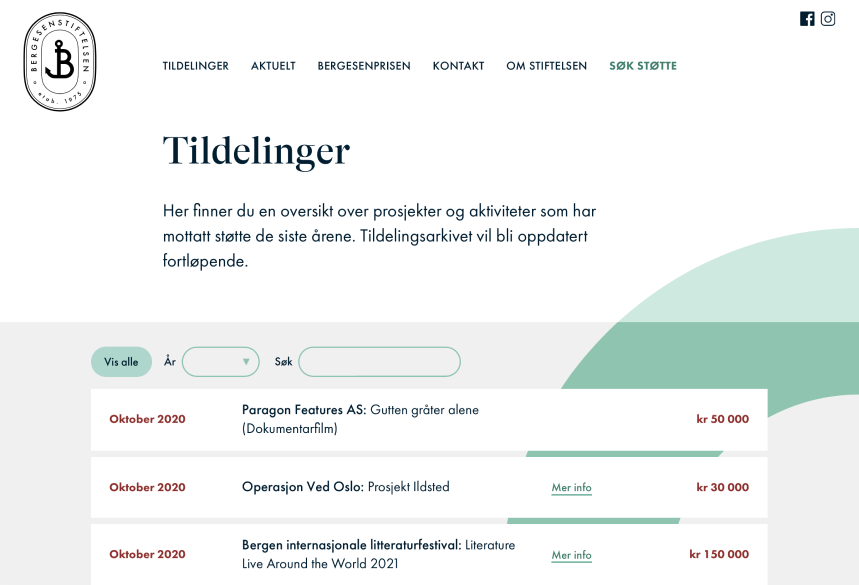 BERGESENSTIFTELSEN
B
estb. 1975
TILDELINGER AKTUELT BERGESENPRISEN KONTAKT OM STIFTELSEN SØK STØTTE
Tildelinger
Her finner du en oversikt over prosjekter og aktiviteter som har
mottatt støtte de siste årene. Tildelingsarkivet vil bli oppdatert
fortløpende.
Vis alle År Søk
Oktober 2020 Paragon Features AS: Gutten gråter alene kr 50 000
(Dokumentarfilm)
Oktober 2020 Operasjon Ved Oslo: Prosjekt Ildsted Mer info kr 30 000
Bergen internasjonale litteraturfestival: Literature
Oktober 2020 Live Around the World 2021 Mer info kr 150 000